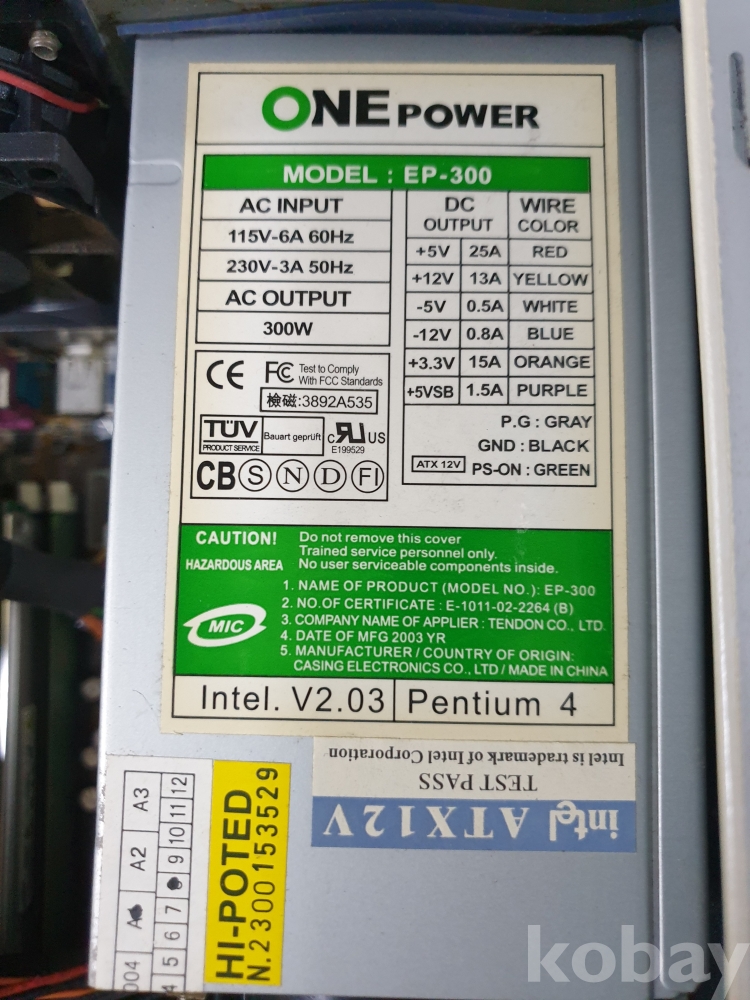 ONE POWER
MODEL : EP-300
AC INPUT
115V-6A 60Hz
230V-3A 50Hz
AC OUTPUT
300W
DC OUTPUT WIRE COLOR
+5V 25A RED
+12V 13A YELLOW
-5V 0.5A WHITE
-12V 0.8A BLUE
+3.3V 15A ORANGE
+5VSB 1.5A PURPLE
P.G : GRAY
GND : BLACK
ATX 12V PS-ON : GREEN
CE FC Test to Comply
With FCC Standards
檢磁:3892A535
TÜV PRODUCT SERVICE Bauart geprüft c RU US
E199529
CB S N D FI
CAUTION! Do not remove this cover
Trained service personnel only.
HAZARDOUS AREA No user serviceable components inside.
MIC
1. NAME OF PRODUCT (MODEL NO.): EP-300
2. NO.OF CERTIFICATE : E-1011-02-2264 (B)
3. COMPANY NAME OF APPLIER : TENDON CO., LTD.
4. DATE OF MFG 2003 YR
5. MANUFACTURER / COUNTRY OF ORIGIN:
CASING ELECTRONICS CO., LTD / MADE IN CHINA
Intel. V2.03 Pentium 4
intel ATX12V
TEST PASS
Intel is trademark of Intel Corporation
HI-POTED
N.2300153529
004 A A2 A3
4 5 6 7 9 10 11 12
kobay